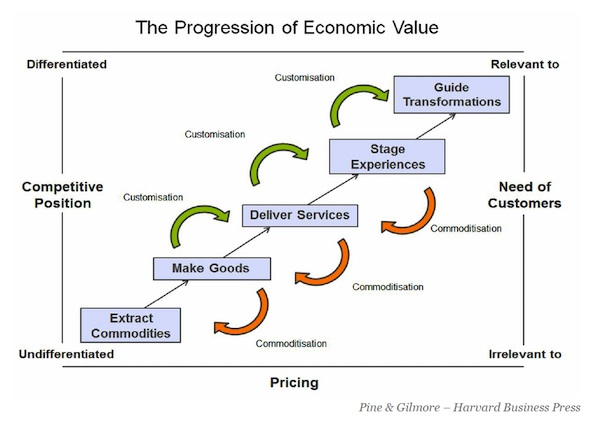 The Progression of Economic Value
Differentiated
Relevant to
Customisation
Guide
Transformations
Customisation
Stage
Experiences
Competitive
Position
Need of
Customers
Customisation
Deliver Services
Commoditisation
Make Goods
Commoditisation
Extract
Commodities
Commoditisation
Undifferentiated
Irrelevant to
Pricing
Pine & Gilmore – Harvard Business Press